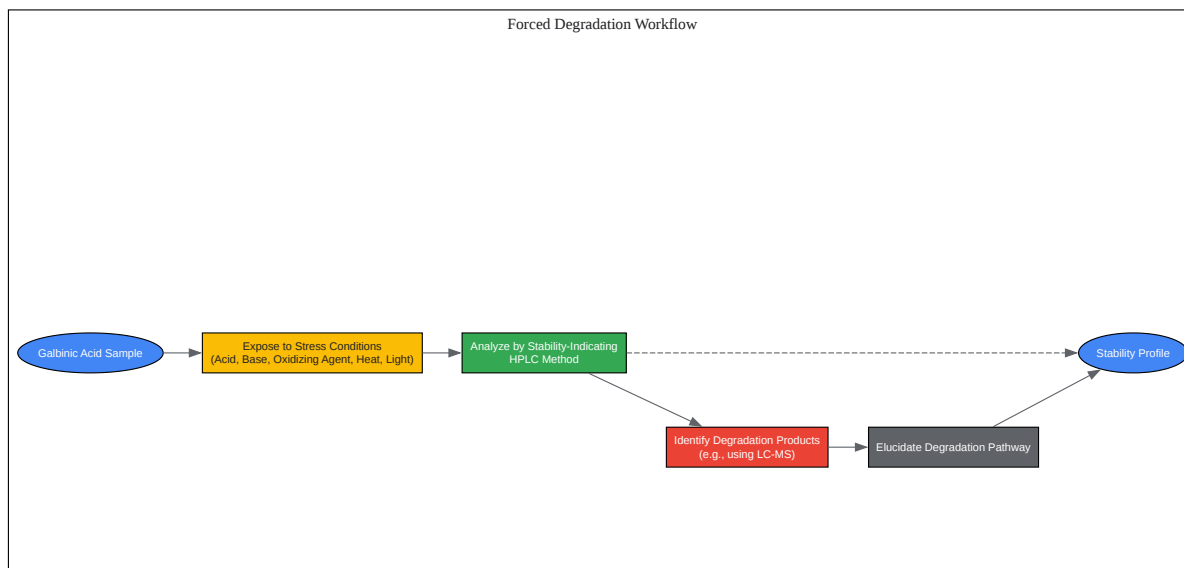 Forced Degradation Workflow
Galbinic Acid Sample
Expose to Stress Conditions
(Acid, Base, Oxidizing Agent, Heat, Light)
Analyze by Stability-Indicating
HPLC Method
Stability Profile
Identify Degradation Products
(e.g., using LC-MS)
Elucidate Degradation Pathway